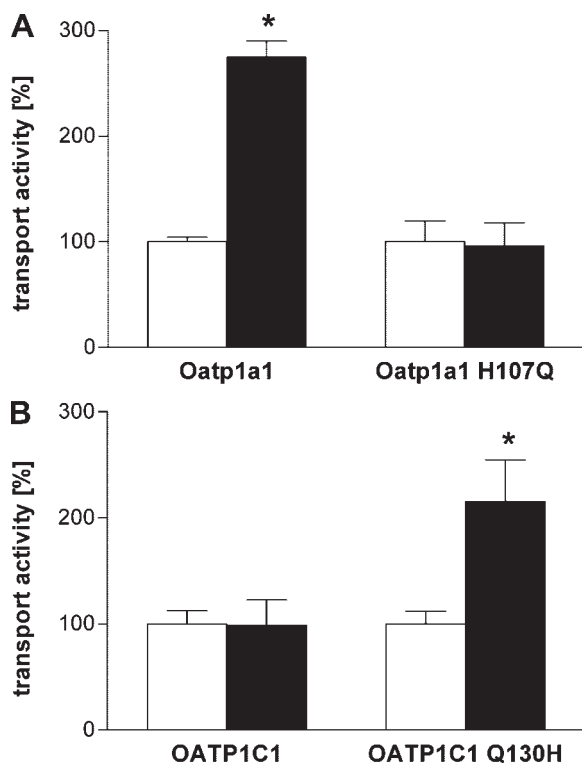 A
transport activity [%]
300
*
200
100
0
Oatp1a1 Oatp1a1 H107Q
B
transport activity [%]
300
*
200
100
0
OATP1C1 OATP1C1 Q130H